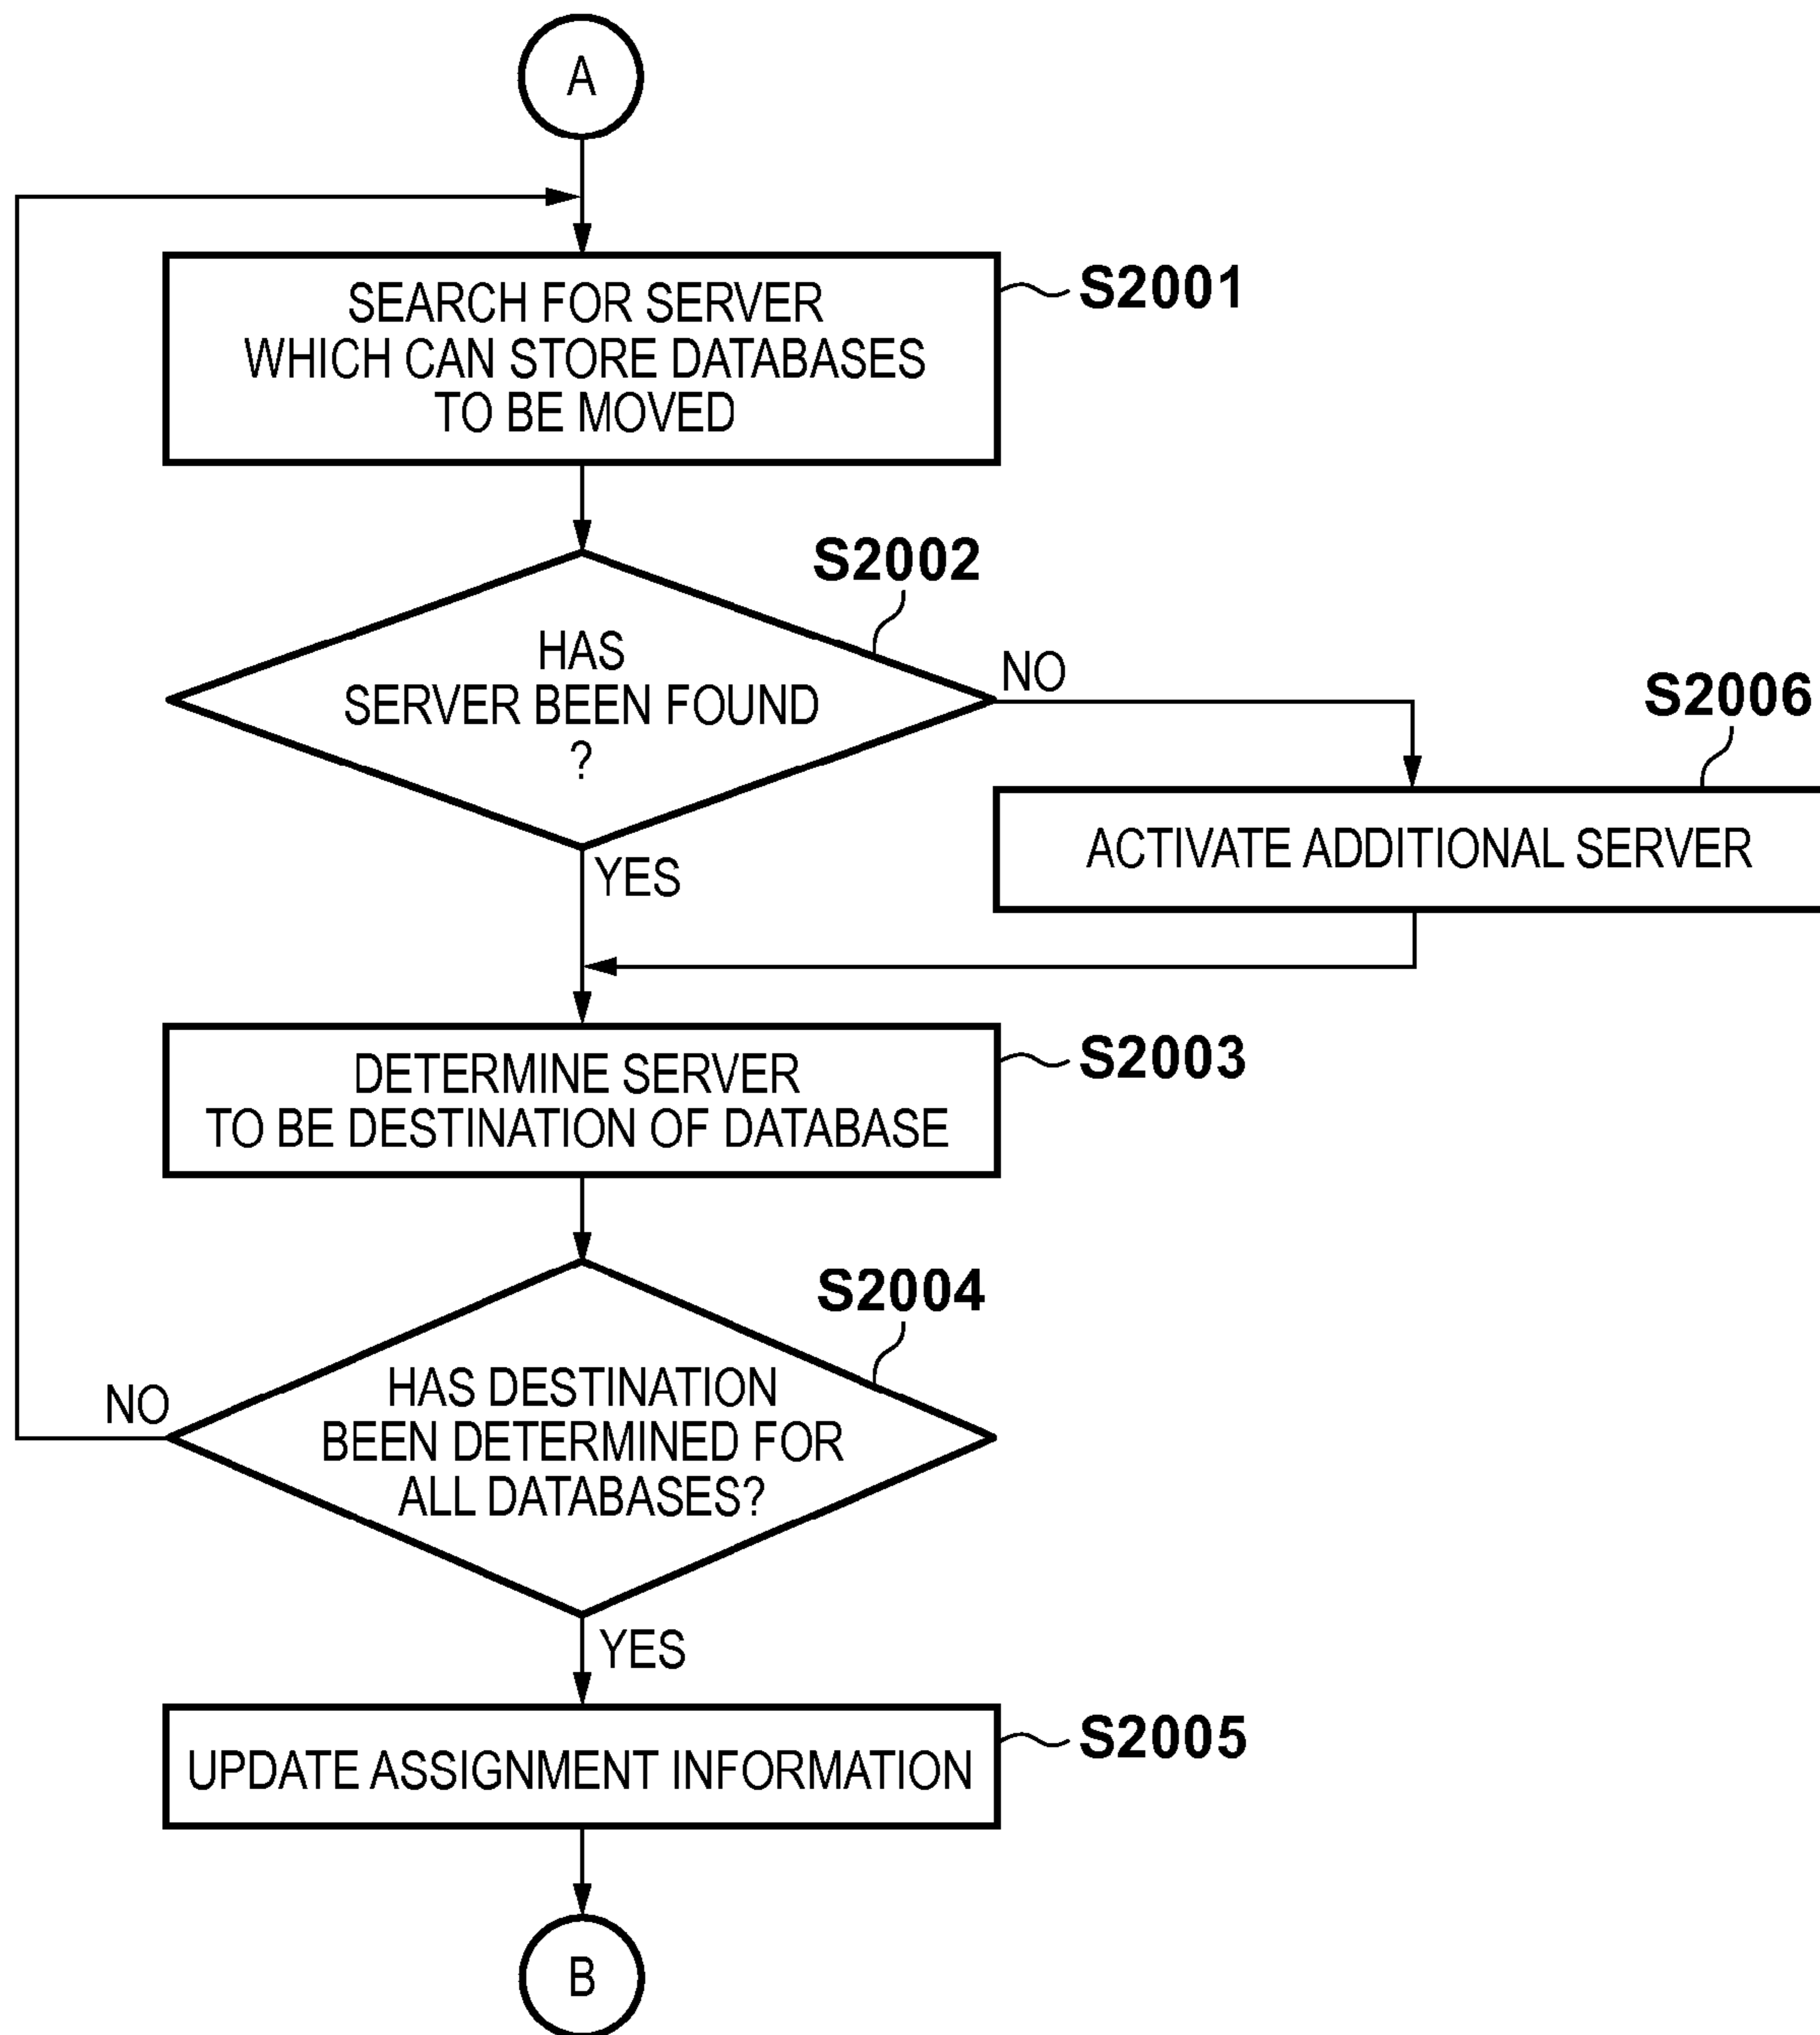 A
SEARCH FOR SERVER
WHICH CAN STORE DATABASES
TO BE MOVED
S2001
S2002
HAS
SERVER BEEN FOUND
?
NO
YES
S2006
ACTIVATE ADDITIONAL SERVER
DETERMINE SERVER
TO BE DESTINATION OF DATABASE
S2003
S2004
HAS DESTINATION
BEEN DETERMINED FOR
ALL DATABASES?
NO
YES
UPDATE ASSIGNMENT INFORMATION
S2005
B